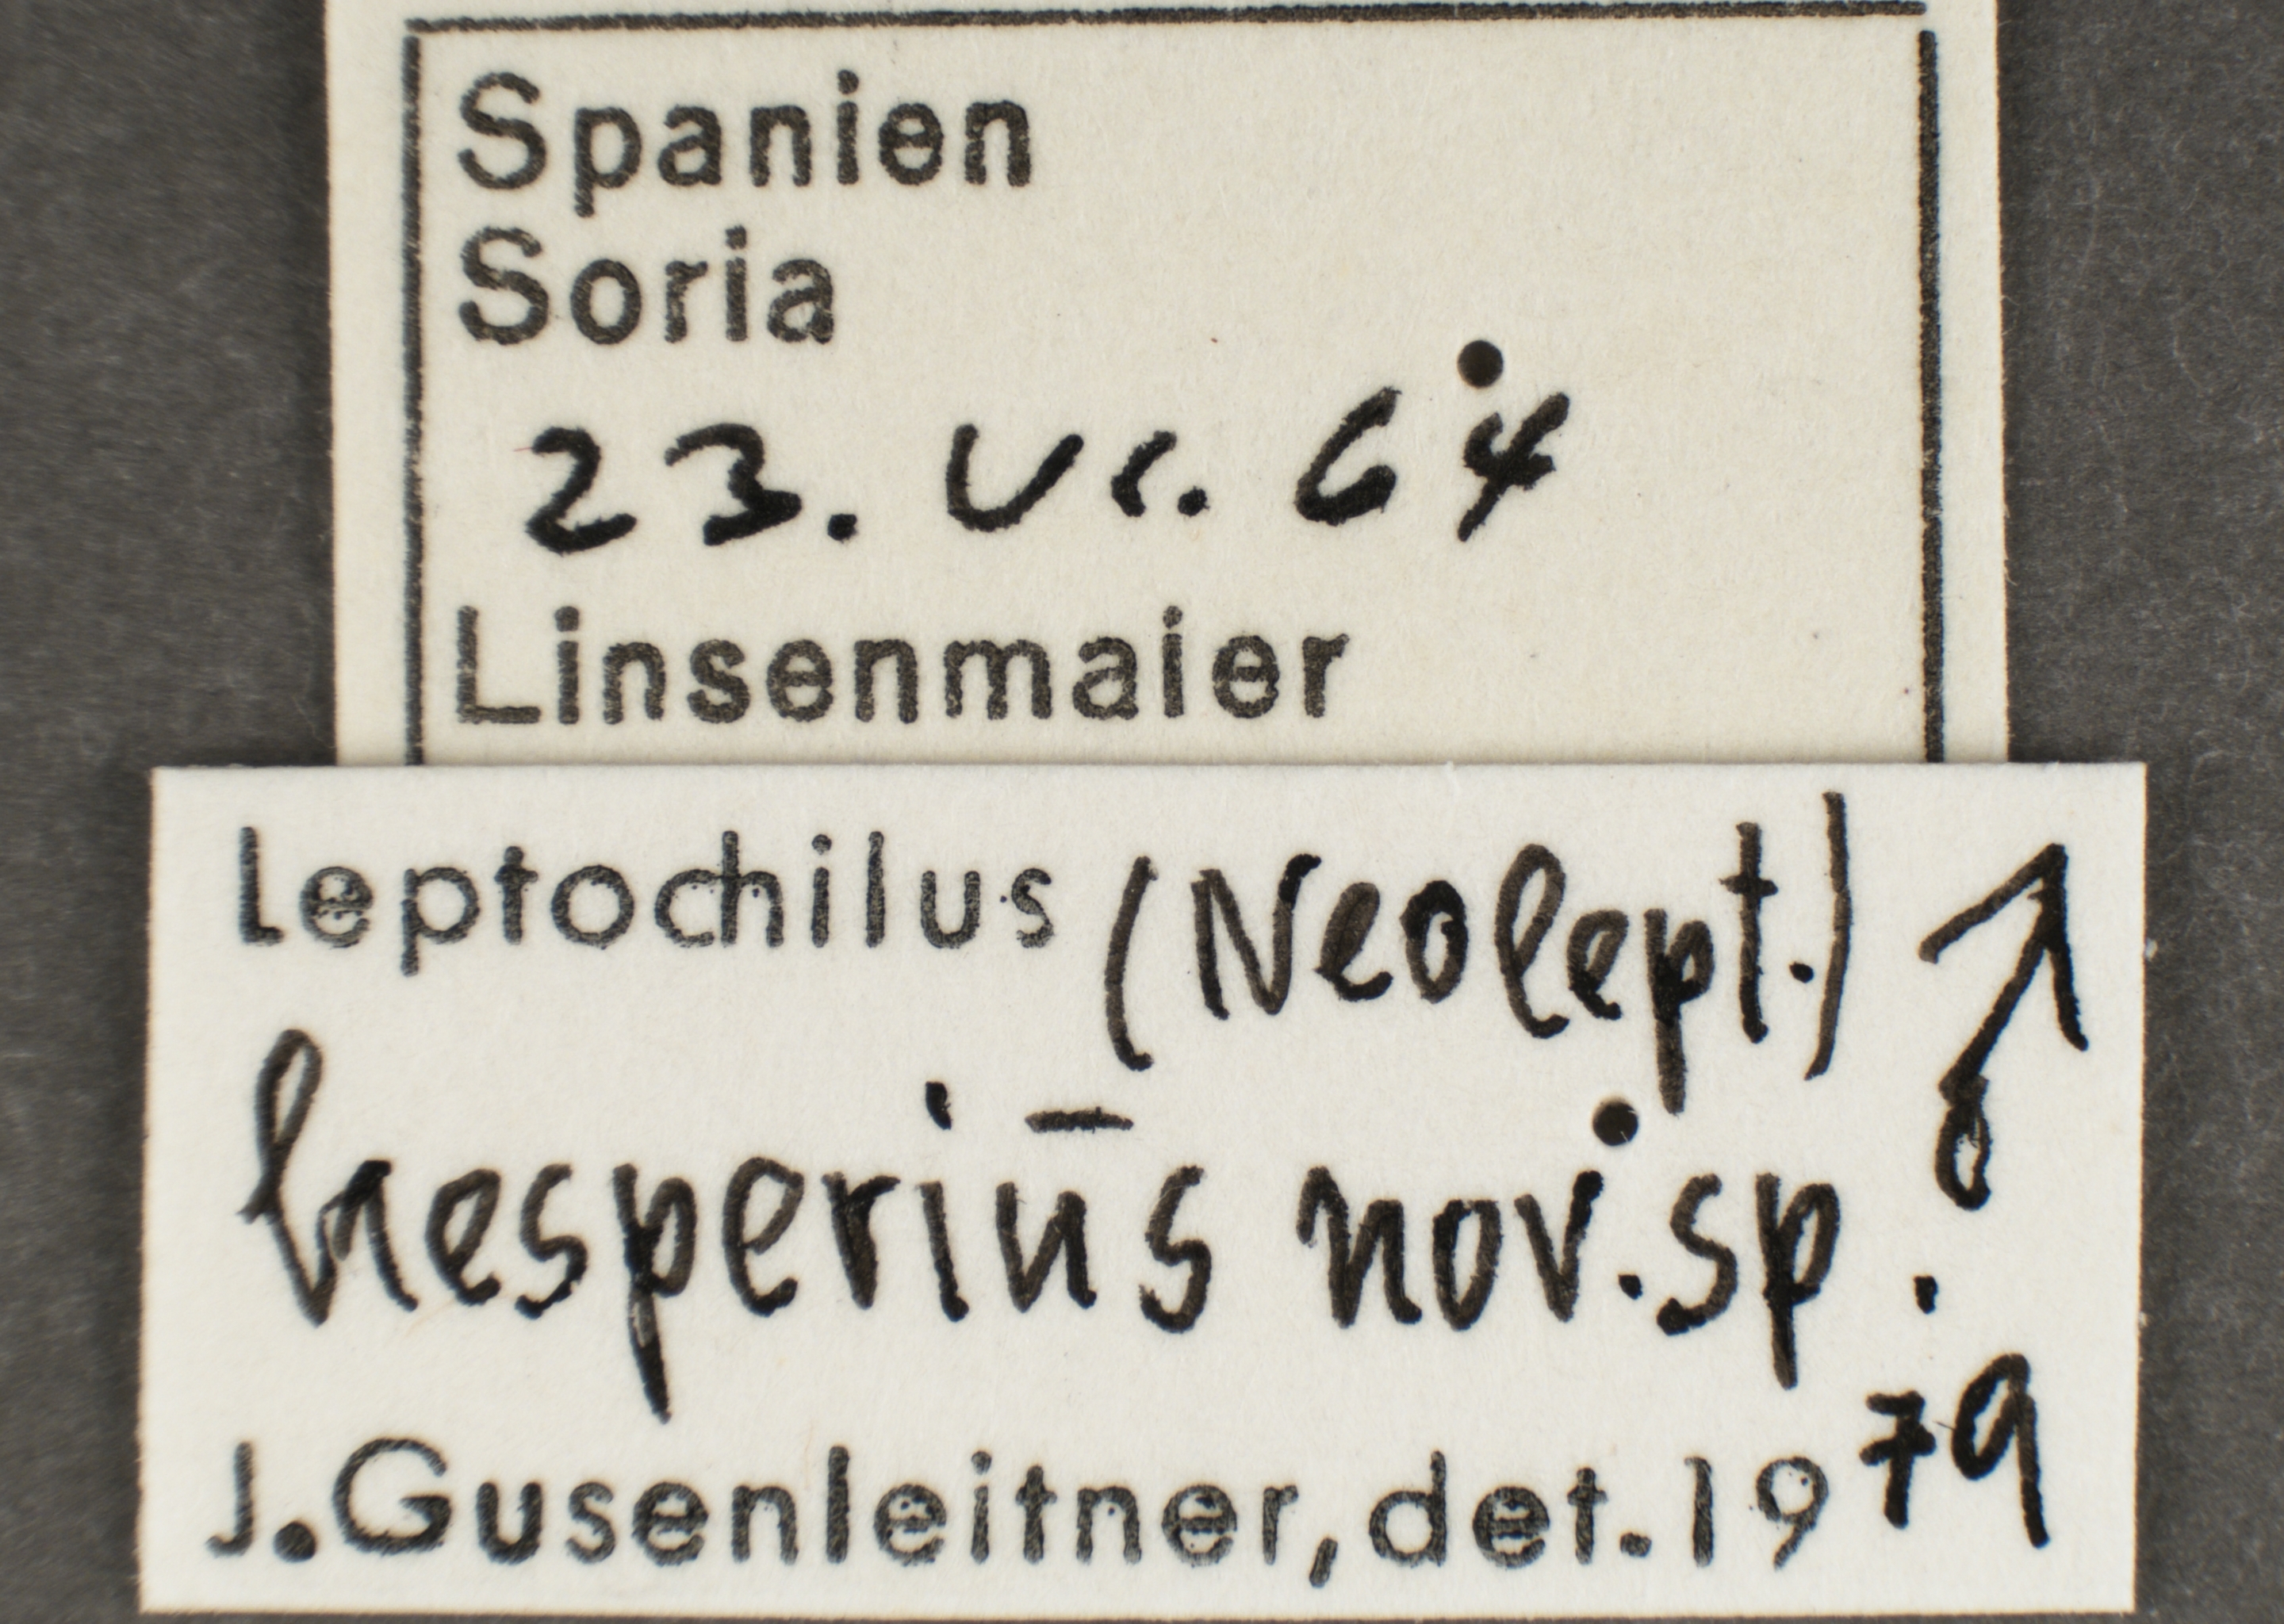 Spanien
Soria
23. VI. 64
Linsenmaier
Leptochilus (Neolept.) ♂
hesperius nov. sp.
J. Gusenleitner, det. 1979